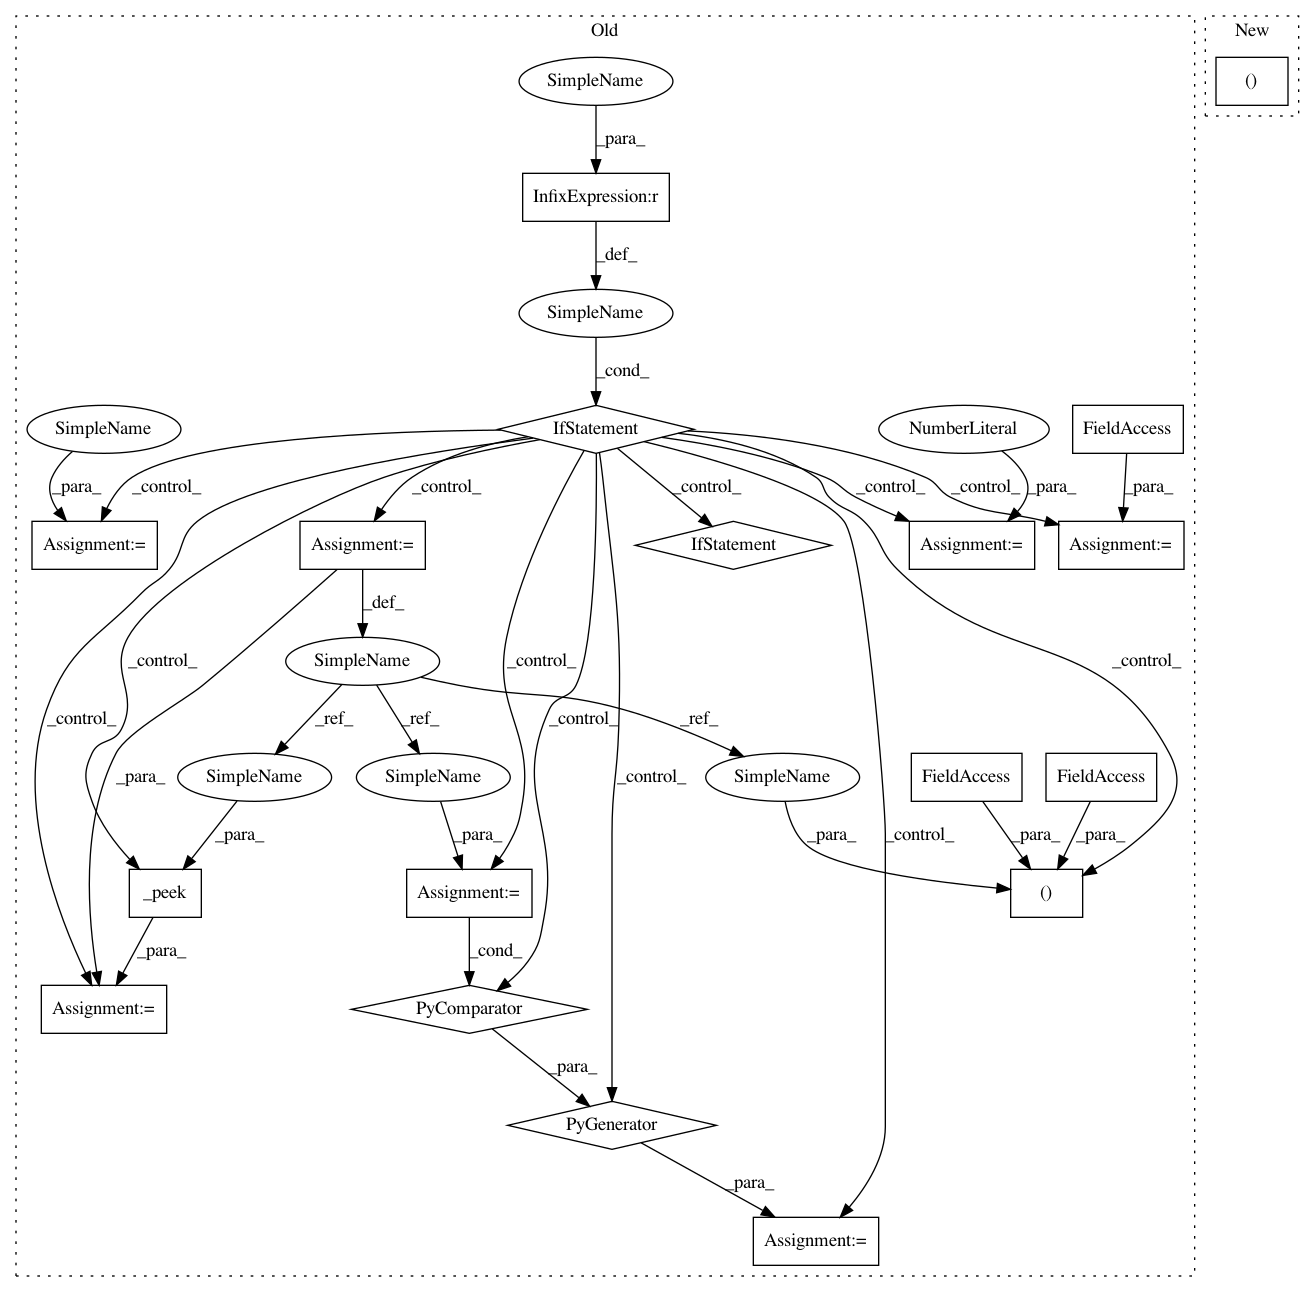 Old
New
SimpleName
()
_para_
InfixExpression:r
_def_
SimpleName
_cond_
SimpleName
IfStatement
NumberLiteral
FieldAccess
_para_
_control_
_control_
_control_
_control_
_para_
_control_
_para_
Assignment:=
Assignment:=
IfStatement
Assignment:=
Assignment:=
_def_
_control_
SimpleName
_control_
_control_
_control_
_control_
_ref_
_ref_
_ref_
_para_
_control_
SimpleName
SimpleName
SimpleName
FieldAccess
FieldAccess
_para_
_para_
_para_
_control_
_para_
_para_
_peek
Assignment:=
()
_para_
_cond_
Assignment:=
PyComparator
_para_
PyGenerator
_para_
Assignment:=